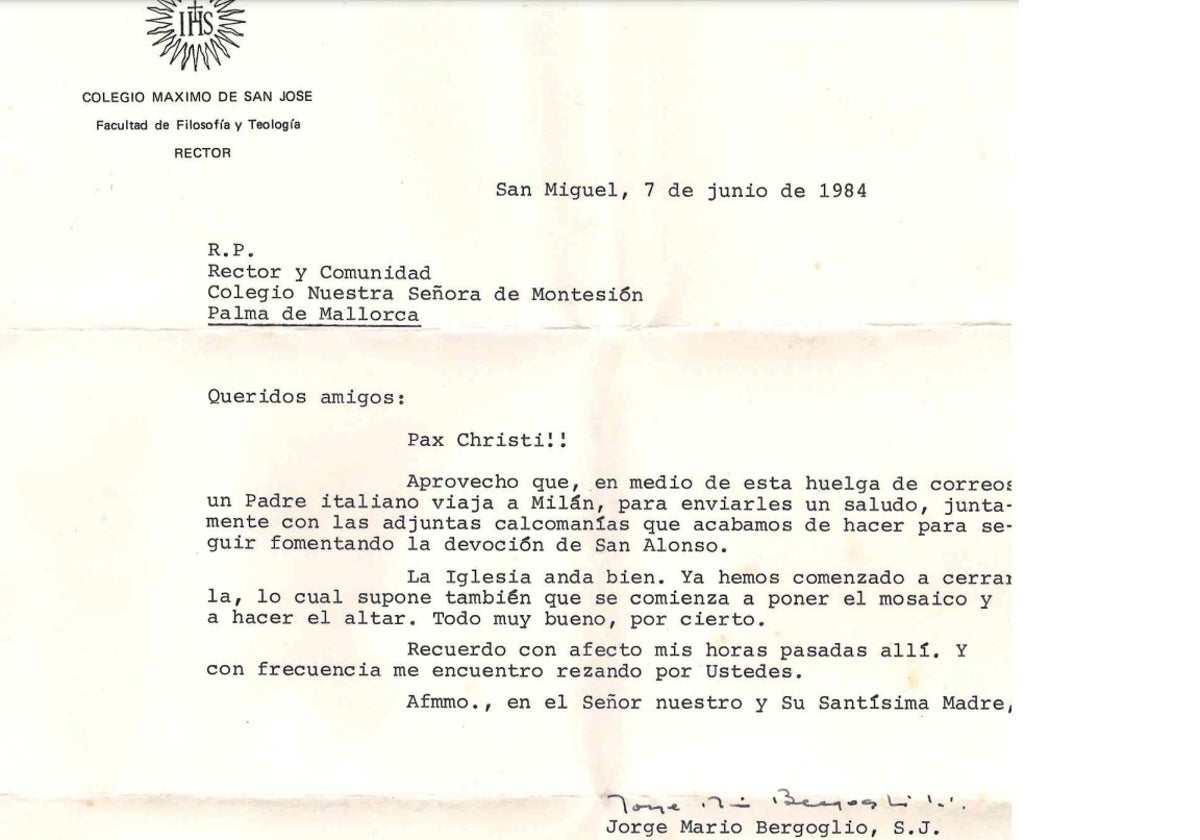 IHS
COLEGIO MAXIMO DE SAN JOSE
Facultad de Filosofía y Teología
RECTOR
San Miguel, 7 de junio de 1984
R.P.
Rector y Comunidad
Colegio Nuestra Señora de Montesión
Palma de Mallorca
Queridos amigos:
Pax Christi!!
Aprovecho que, en medio de esta huelga de correos
un Padre italiano viaja a Milán, para enviarles un saludo, junta-
mente con las adjuntas calcomanías que acabamos de hacer para se-
guir fomentando la devoción de San Alonso.
La Iglesia anda bien. Ya hemos comenzado a cerrar
la, lo cual supone también que se comienza a poner el mosaico y
a hacer el altar. Todo muy bueno, por cierto.
Recuerdo con afecto mis horas pasadas allí. Y
con frecuencia me encuentro rezando por Ustedes.
Afmmo., en el Señor nuestro y Su Santísima Madre,
Jorge Mario Bergoglio, S.J.